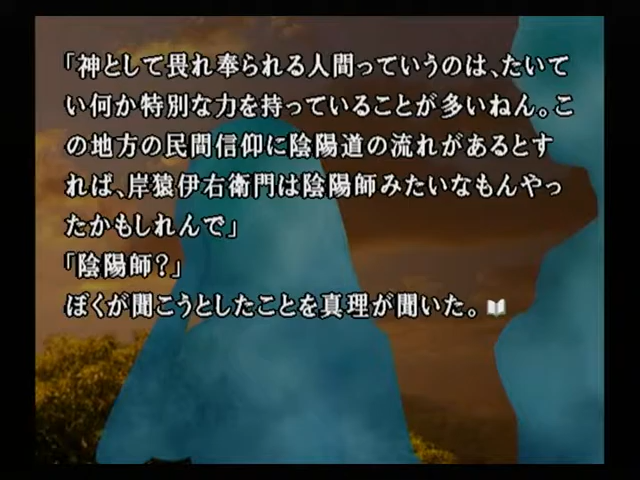 「神として畏れ奉られる人間っていうのは、たいて
い何か特別な力を持っていることが多いねん。こ
の地方の民間信仰に陰陽道の流れがあるとす
れば、岸猿伊右衛門は陰陽師みたいなもんやっ
たかもしれんで」
「陰陽師？」
ぼくが聞こうとしたことを真理が聞いた。